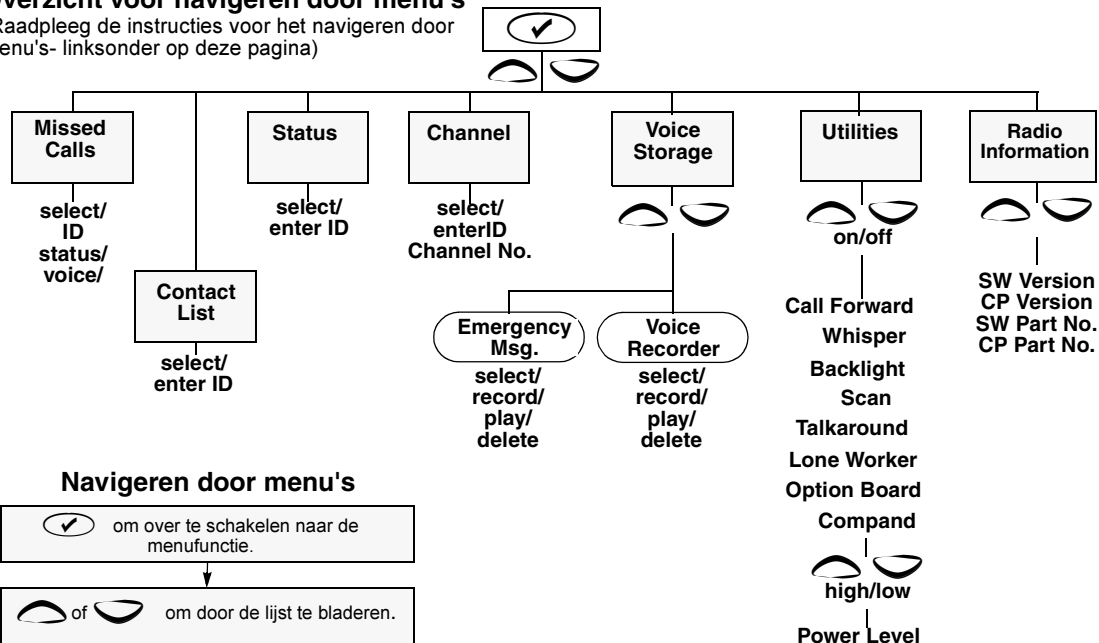 voor navigeren door menu's
Raadpleeg de instructies voor het navigeren door
menu's- linksonder op deze pagina)
Missed
Calls
select/
ID
status/
voice/
Contact
List
select/
enter ID
Status
select/
enter ID
Channel
select/
enterID
Channel No.
Voice
Storage
Emergency
Msg.
select/
record/
play/
delete
Voice
Recorder
select/
record/
play/
delete
Utilities
on/off
Call Forward
Whisper
Backlight
Scan
Talkaround
Lone Worker
Option Board
Compand
high/low
Power Level
Radio
Information
SW Version
CP Version
SW Part No.
CP Part No.
Navigeren door menu's
om over te schakelen naar de
menufunctie.
of om door de lijst te bladeren.